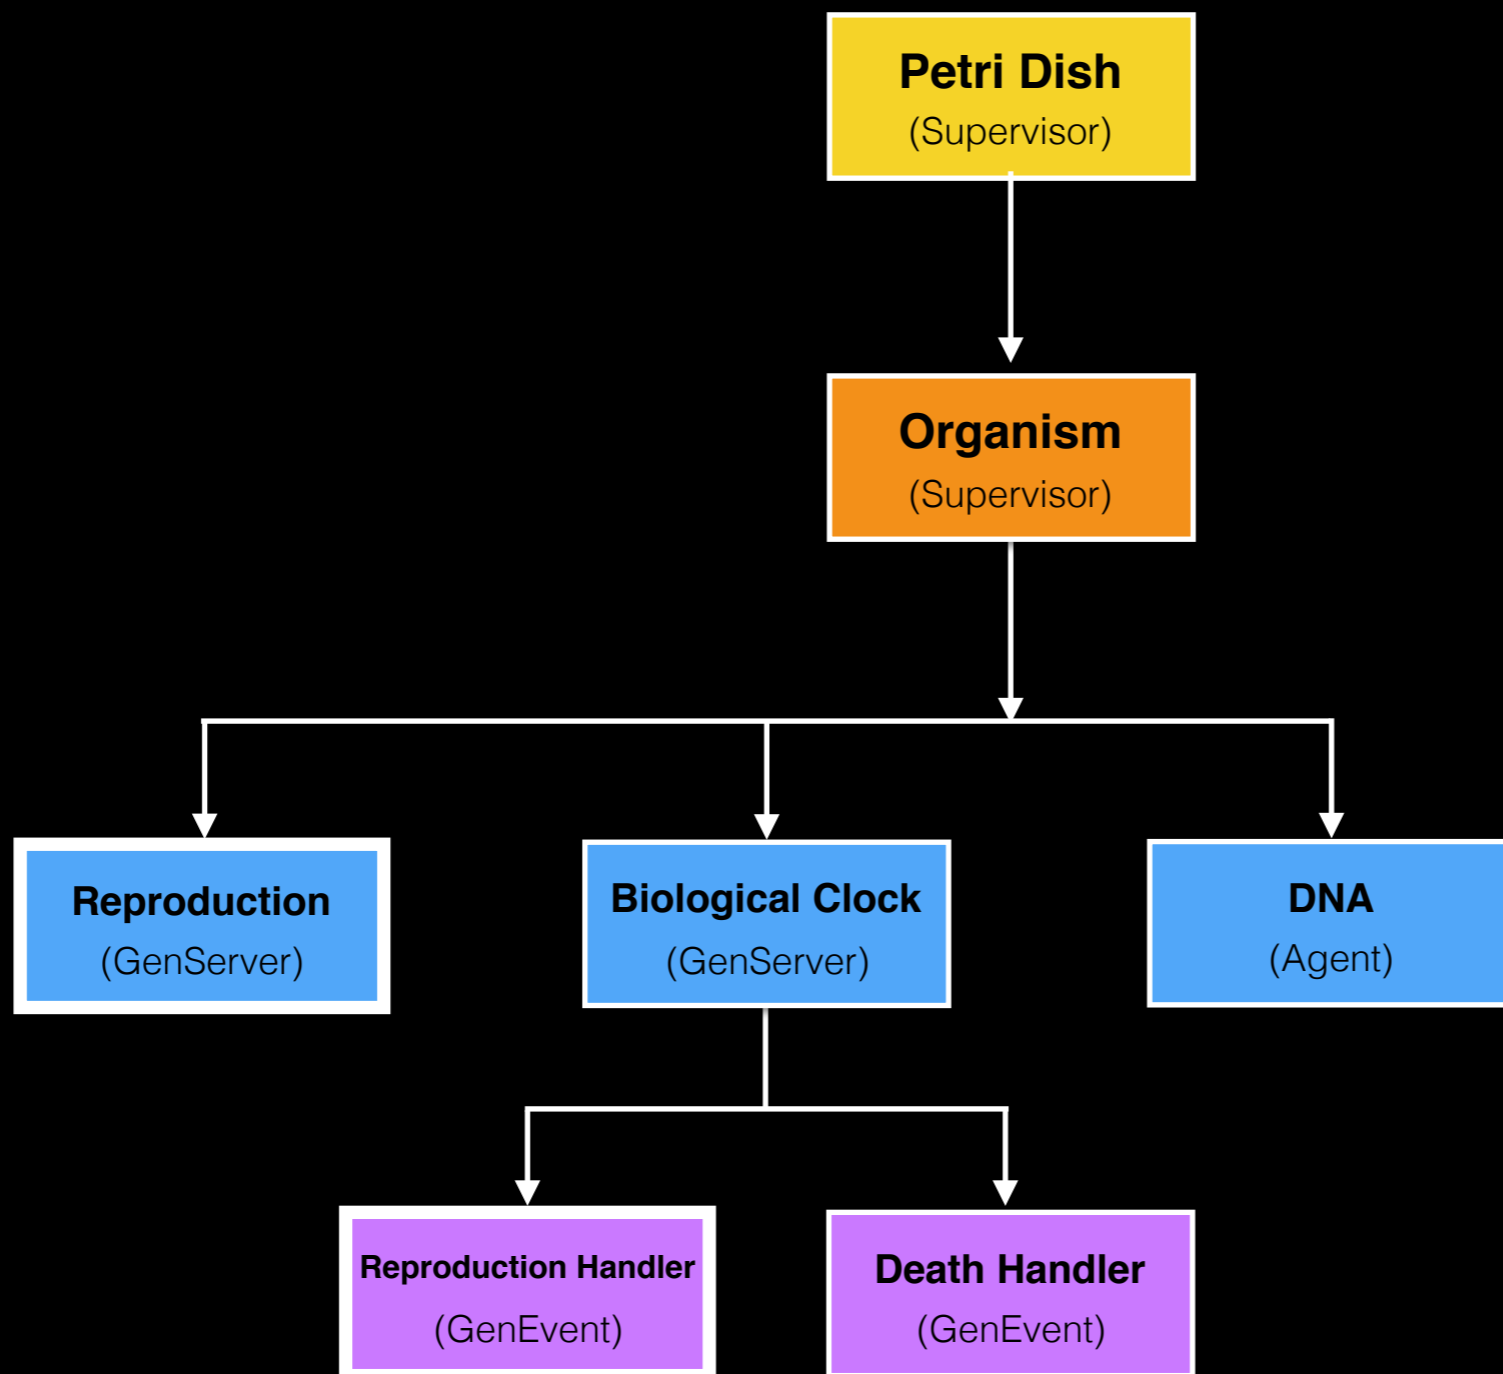 Petri Dish
(Supervisor)
Organism
(Supervisor)
Reproduction
(GenServer)
Biological Clock
(GenServer)
DNA
(Agent)
Reproduction Handler
(GenEvent)
Death Handler
(GenEvent)